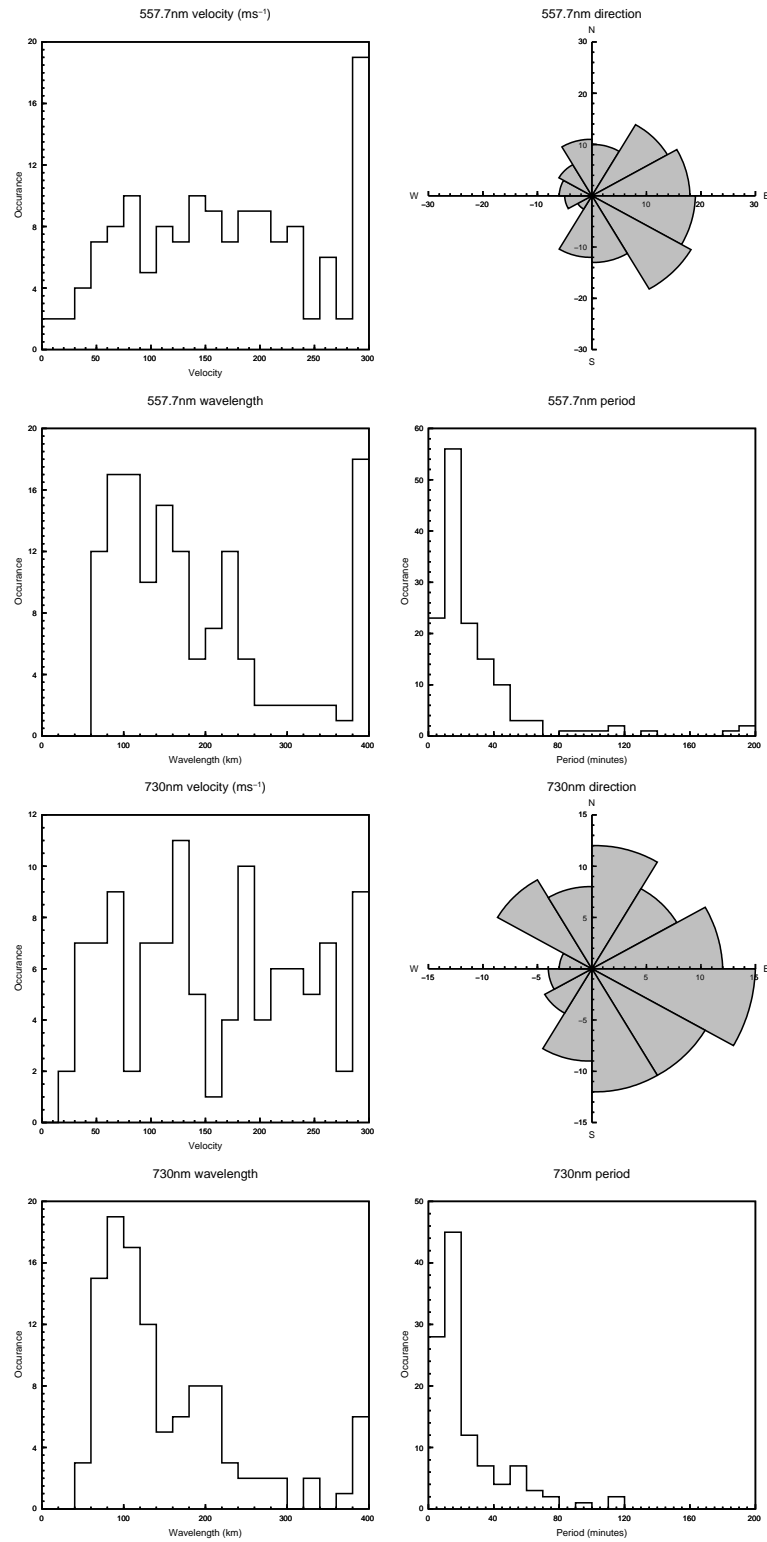 557.7nm velocity (ms⁻¹)
Occurance
20
16
12
8
4
0
0 50 100 150 200 250 300
Velocity
557.7nm direction
N
30
20
10
W −30 −20 −10 10 20 30 E
−10
−20
−30
S
557.7nm wavelength
Occurance
20
16
12
8
4
0
0 100 200 300 400
Wavelength (km)
557.7nm period
Occurance
60
50
40
30
20
10
0
0 40 80 120 160 200
Period (minutes)
730nm velocity (ms⁻¹)
Occurance
12
10
8
6
4
2
0
0 50 100 150 200 250 300
Velocity
730nm direction
N
15
10
5
W −15 −10 −5 5 10 15 E
−5
−10
−15
S
730nm wavelength
Occurance
20
16
12
8
4
0
0 100 200 300 400
Wavelength (km)
730nm period
Occurance
50
40
30
20
10
0
0 40 80 120 160 200
Period (minutes)